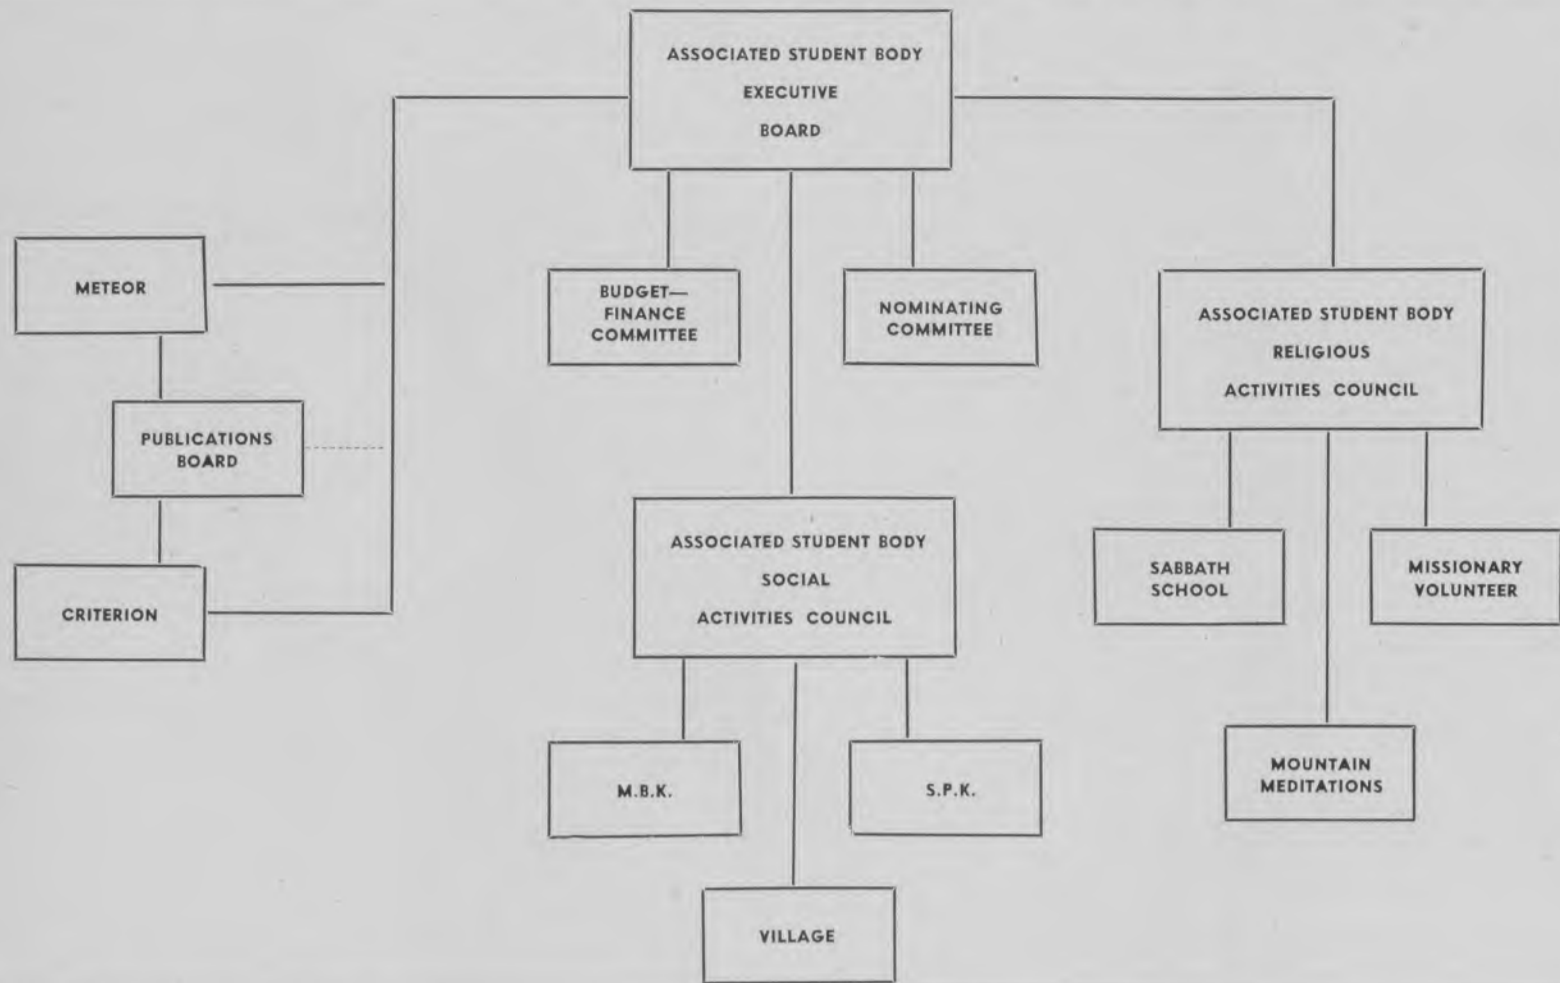 ASSOCIATED STUDENT BODY
EXECUTIVE
BOARD
METEOR
PUBLICATIONS
BOARD
CRITERION
BUDGET—
FINANCE
COMMITTEE
NOMINATING
COMMITTEE
ASSOCIATED STUDENT BODY
RELIGIOUS
ACTIVITIES COUNCIL
SABBATH
SCHOOL
MISSIONARY
VOLUNTEER
MOUNTAIN
MEDITATIONS
ASSOCIATED STUDENT BODY
SOCIAL
ACTIVITIES COUNCIL
M.B.K.
S.P.K.
VILLAGE